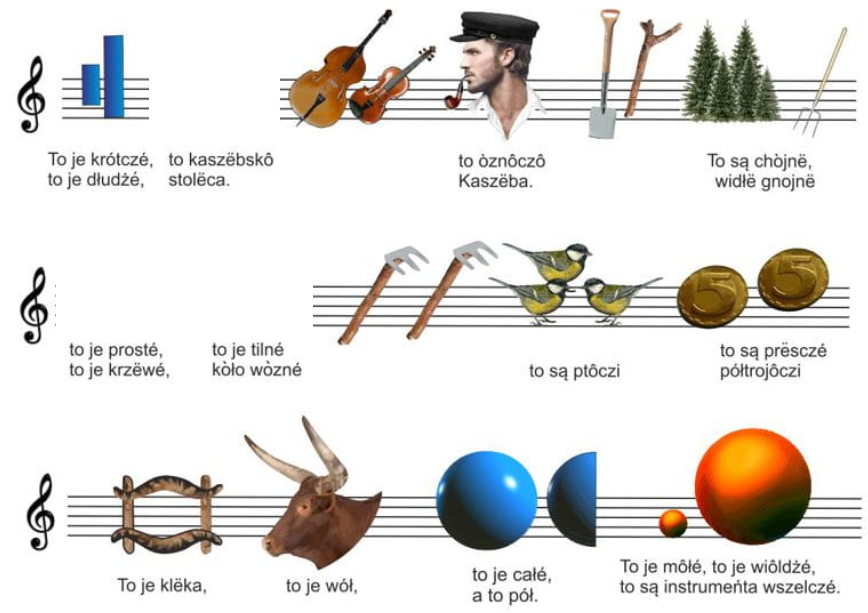 To je krótczé,
to je dłudżé,
to kaszëbskô
stolëca.
to òznôczô
Kaszëba.
To są chòjnë,
widłë gnojnë
to je prosté,
to je krzëwé,
to je tilné
kòło wòzné
to są ptôczi
to są prësczé
półtrojôczi
To je klëka,
to je wół,
to je całé,
a to pół.
To je môłé, to je wiôldżé,
to są instrumeńta wszelczé.
5
5